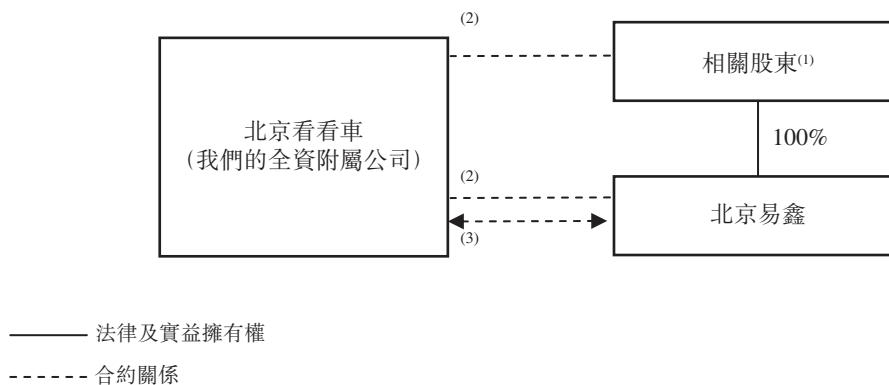 (2)
相關股東(1)
100%
北京看看車
(我們的全資附屬公司)
(2)
北京易鑫
(3)
法律及實益擁有權
合約關係